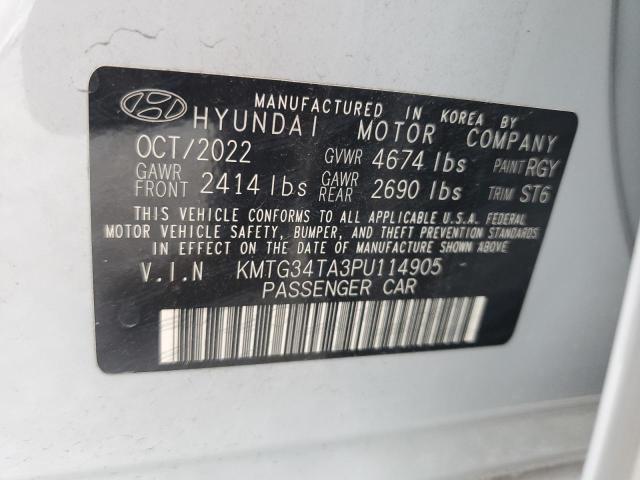 MANUFACTURED IN KOREA BY
HYUNDAI MOTOR COMPANY
OCT/2022 GVWR 4674 lbs PAINT RGY
GAWR FRONT 2414 lbs GAWR REAR 2690 lbs TRIM ST6
THIS VEHICLE CONFORMS TO ALL APPLICABLE U.S.A. FEDERAL
MOTOR VEHICLE SAFETY, BUMPER, AND THEFT PREVENTION STANDARDS
IN EFFECT ON THE DATE OF MANUFACTURE SHOWN ABOVE.
V.I.N KMTG34TA3PU114905
PASSENGER CAR